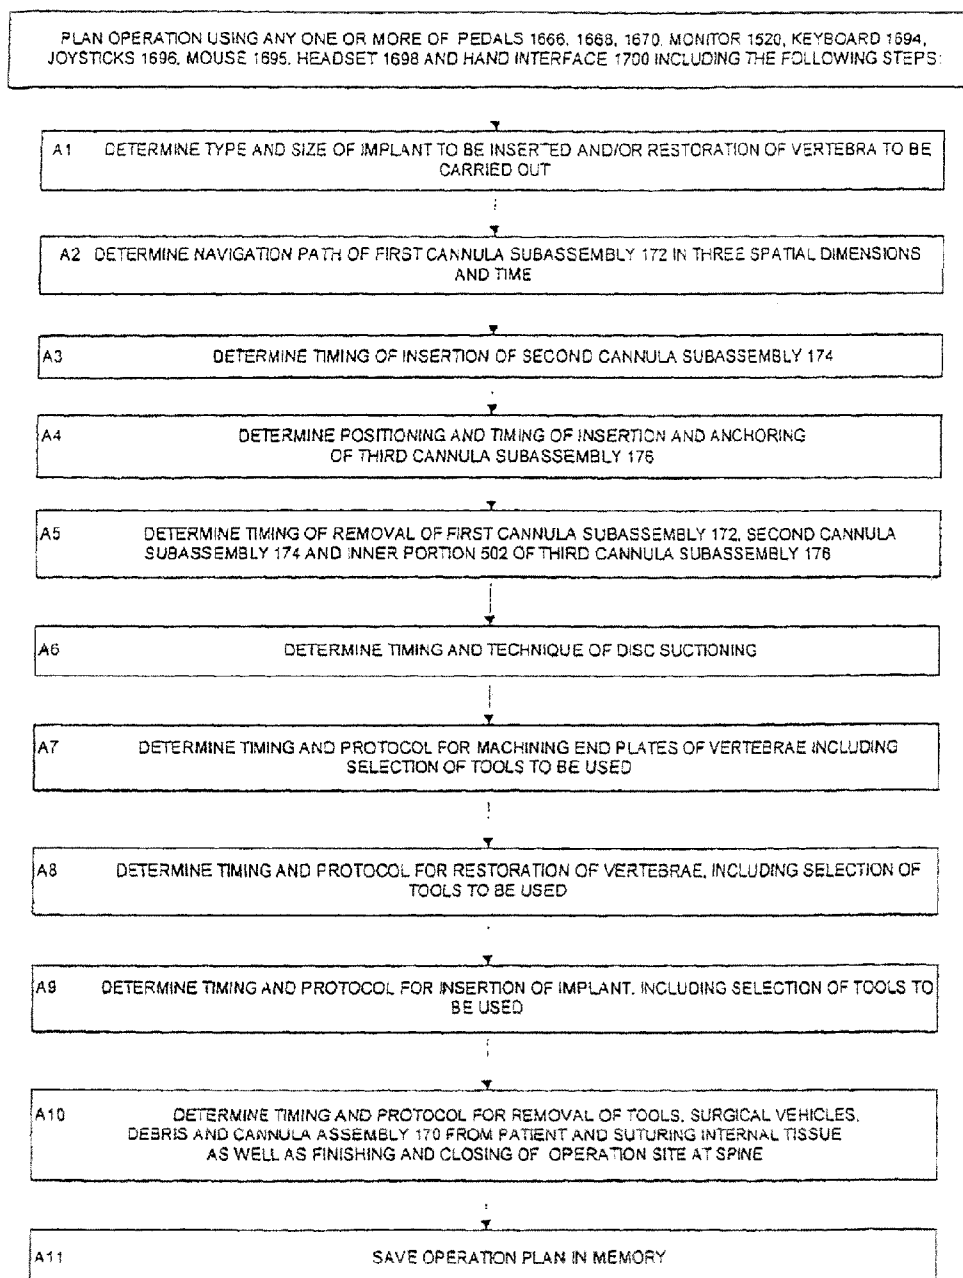 PLAN OPERATION USING ANY ONE OR MORE OF PEDALS 1666, 1668, 1670, MONITOR 1520, KEYBOARD 1694,
JOYSTICKS 1696, MOUSE 1695, HEADSET 1698 AND HAND INTERFACE 1700 INCLUDING THE FOLLOWING STEPS:
A1 DETERMINE TYPE AND SIZE OF IMPLANT TO BE INSERTED AND/OR RESTORATION OF VERTEBRA TO BE
CARRIED OUT
A2 DETERMINE NAVIGATION PATH OF FIRST CANNULA SUBASSEMBLY 172 IN THREE SPATIAL DIMENSIONS
AND TIME
A3 DETERMINE TIMING OF INSERTION OF SECOND CANNULA SUBASSEMBLY 174
A4 DETERMINE POSITIONING AND TIMING OF INSERTION AND ANCHORING
OF THIRD CANNULA SUBASSEMBLY 176
A5 DETERMINE TIMING OF REMOVAL OF FIRST CANNULA SUBASSEMBLY 172, SECOND CANNULA
SUBASSEMBLY 174 AND INNER PORTION 502 OF THIRD CANNULA SUBASSEMBLY 176
A6 DETERMINE TIMING AND TECHNIQUE OF DISC SUCTIONING
A7 DETERMINE TIMING AND PROTOCOL FOR MACHINING END PLATES OF VERTEBRAE INCLUDING
SELECTION OF TOOLS TO BE USED
A8 DETERMINE TIMING AND PROTOCOL FOR RESTORATION OF VERTEBRAE, INCLUDING SELECTION OF
TOOLS TO BE USED
A9 DETERMINE TIMING AND PROTOCOL FOR INSERTION OF IMPLANT, INCLUDING SELECTION OF TOOLS TO
BE USED
A10 DETERMINE TIMING AND PROTOCOL FOR REMOVAL OF TOOLS, SURGICAL VEHICLES,
DEBRIS AND CANNULA ASSEMBLY 170 FROM PATIENT AND SUTURING INTERNAL TISSUE
AS WELL AS FINISHING AND CLOSING OF OPERATION SITE AT SPINE
A11 SAVE OPERATION PLAN IN MEMORY